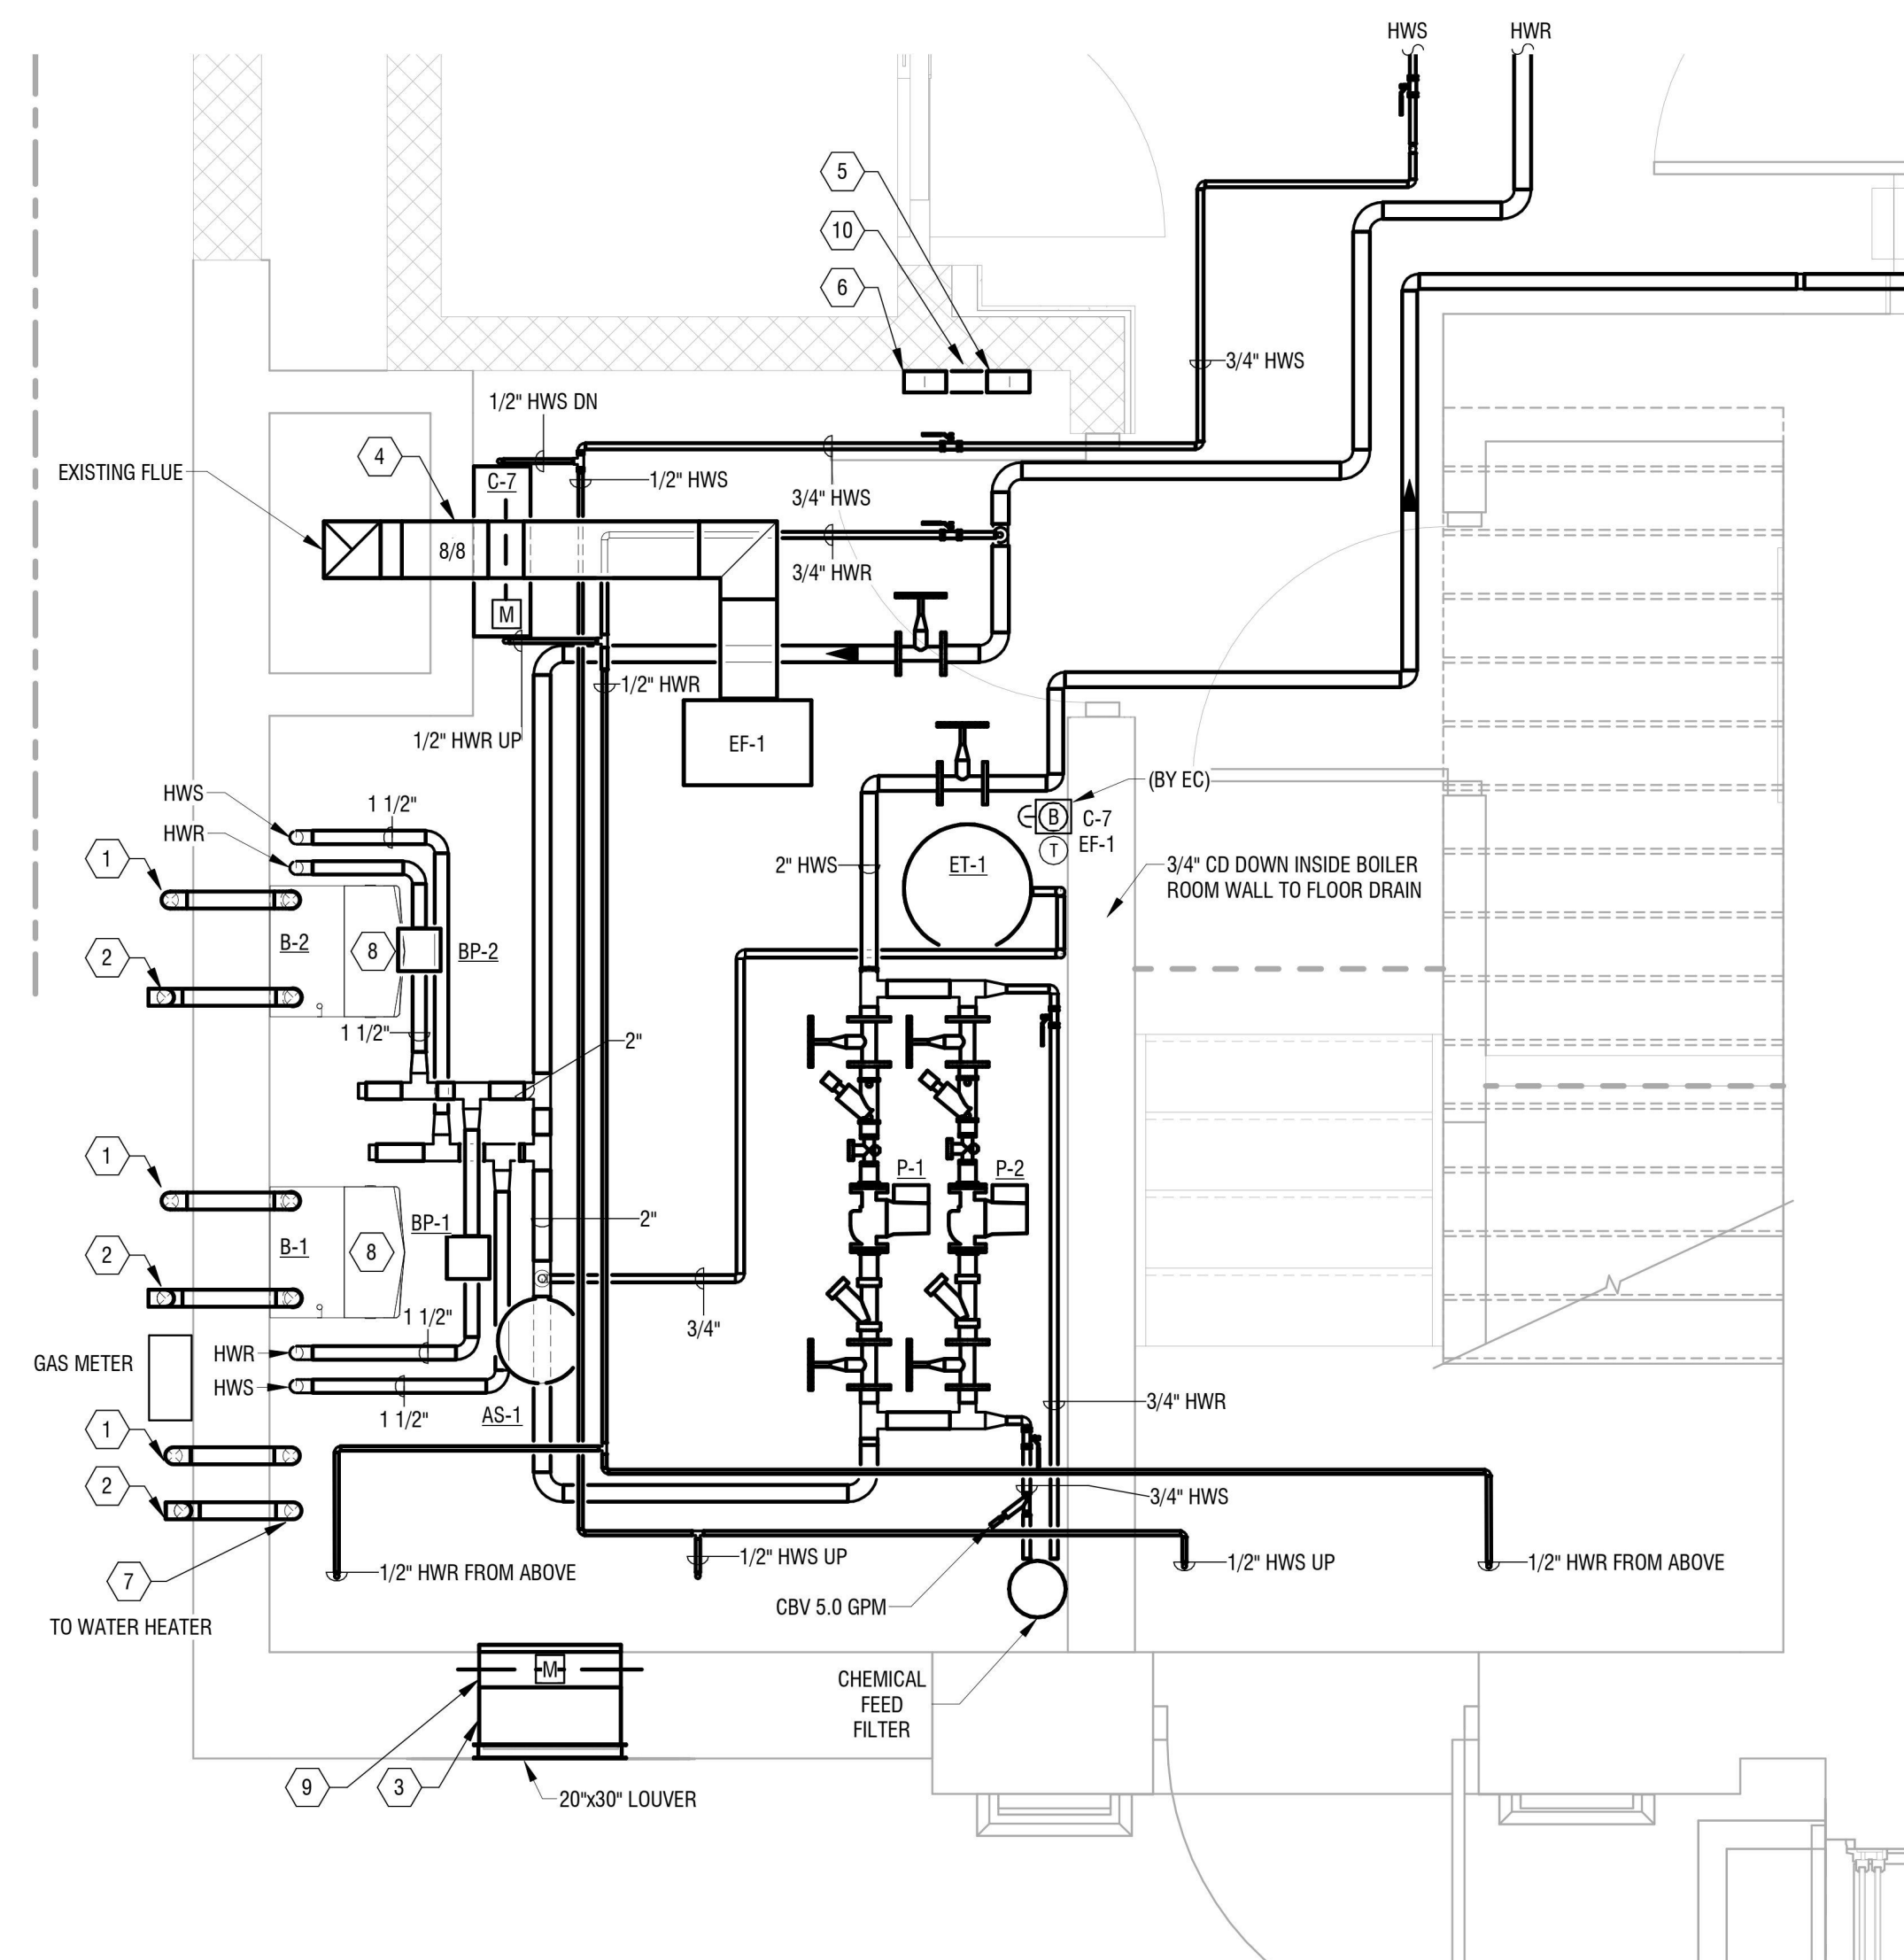 HWS
HWR
5
10
6
3/4" HWS
1/2" HWS DN
4
EXISTING FLUE
C-7
1/2" HWS
3/4" HWS
8/8
3/4" HWR
M
1/2" HWR
1/2" HWR UP
EF-1
(BY EC)
HWS
1 1/2"
B
C-7
HWR
T
EF-1
1
2" HWS
ET-1
3/4" CD DOWN INSIDE BOILER
ROOM WALL TO FLOOR DRAIN
B-2
8
BP-2
2
1 1/2"
2"
1
P-1
P-2
BP-1
2"
B-1
8
2
1 1/2"
3/4"
GAS METER
HWR
HWS
1 1/2"
AS-1
3/4" HWR
1
2
3/4" HWS
1/2" HWS UP
1/2" HWS UP
1/2" HWR FROM ABOVE
1/2" HWR FROM ABOVE
7
CBV 5.0 GPM
TO WATER HEATER
M
CHEMICAL
FEED
FILTER
9
3
20"x30" LOUVER